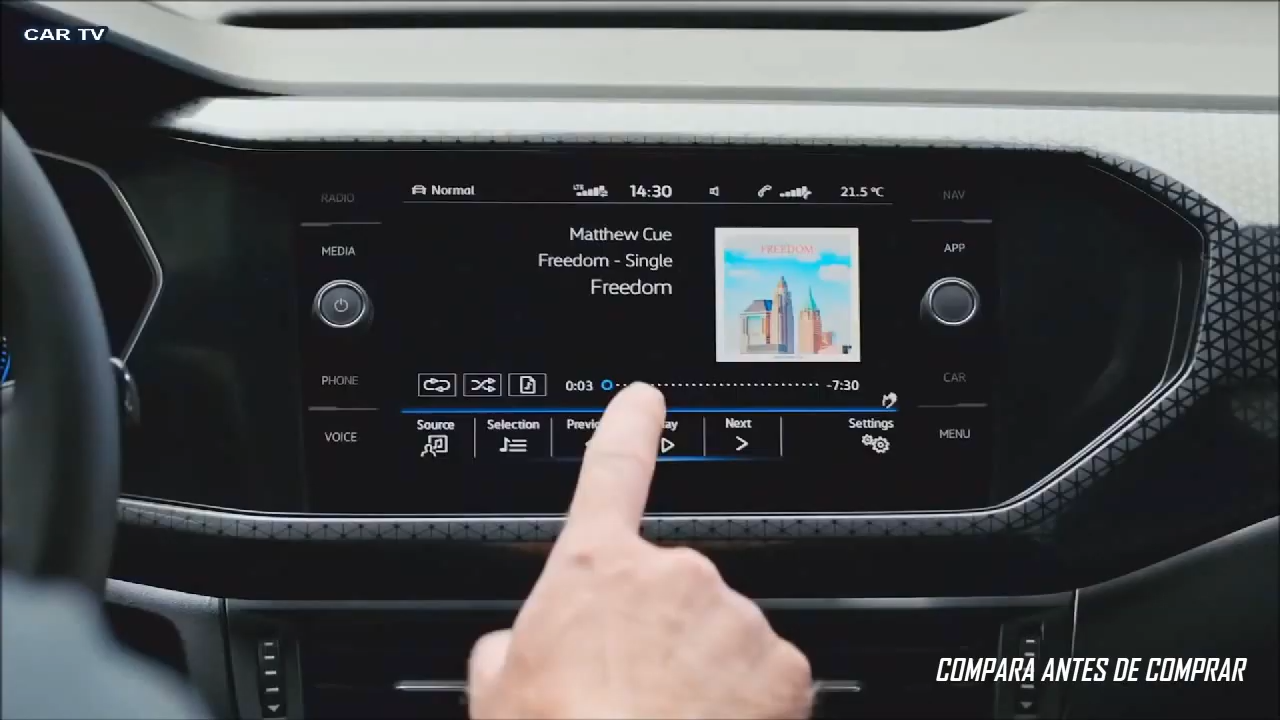 CAR TV
RADIO
MEDIA
PHONE
VOICE
Normal
LTE
14:30
21.5 °C
Matthew Cue
Freedom - Single
Freedom
FREEDOM
0:03
-7:30
Source
Selection
Next
Settings
NAV
APP
CAR
MENU
COMPARA ANTES DE COMPRAR